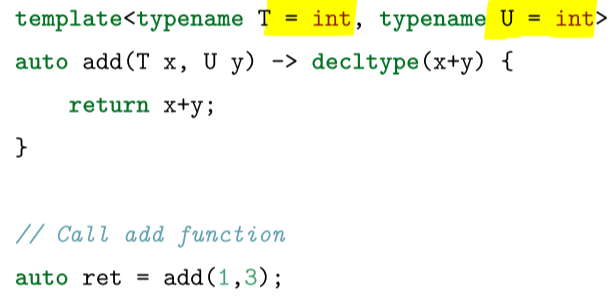 template<typename T = int, typename U = int>
auto add(T x, U y) -> decltype(x+y) {
    return x+y;
}
// Call add function
auto ret = add(1,3);